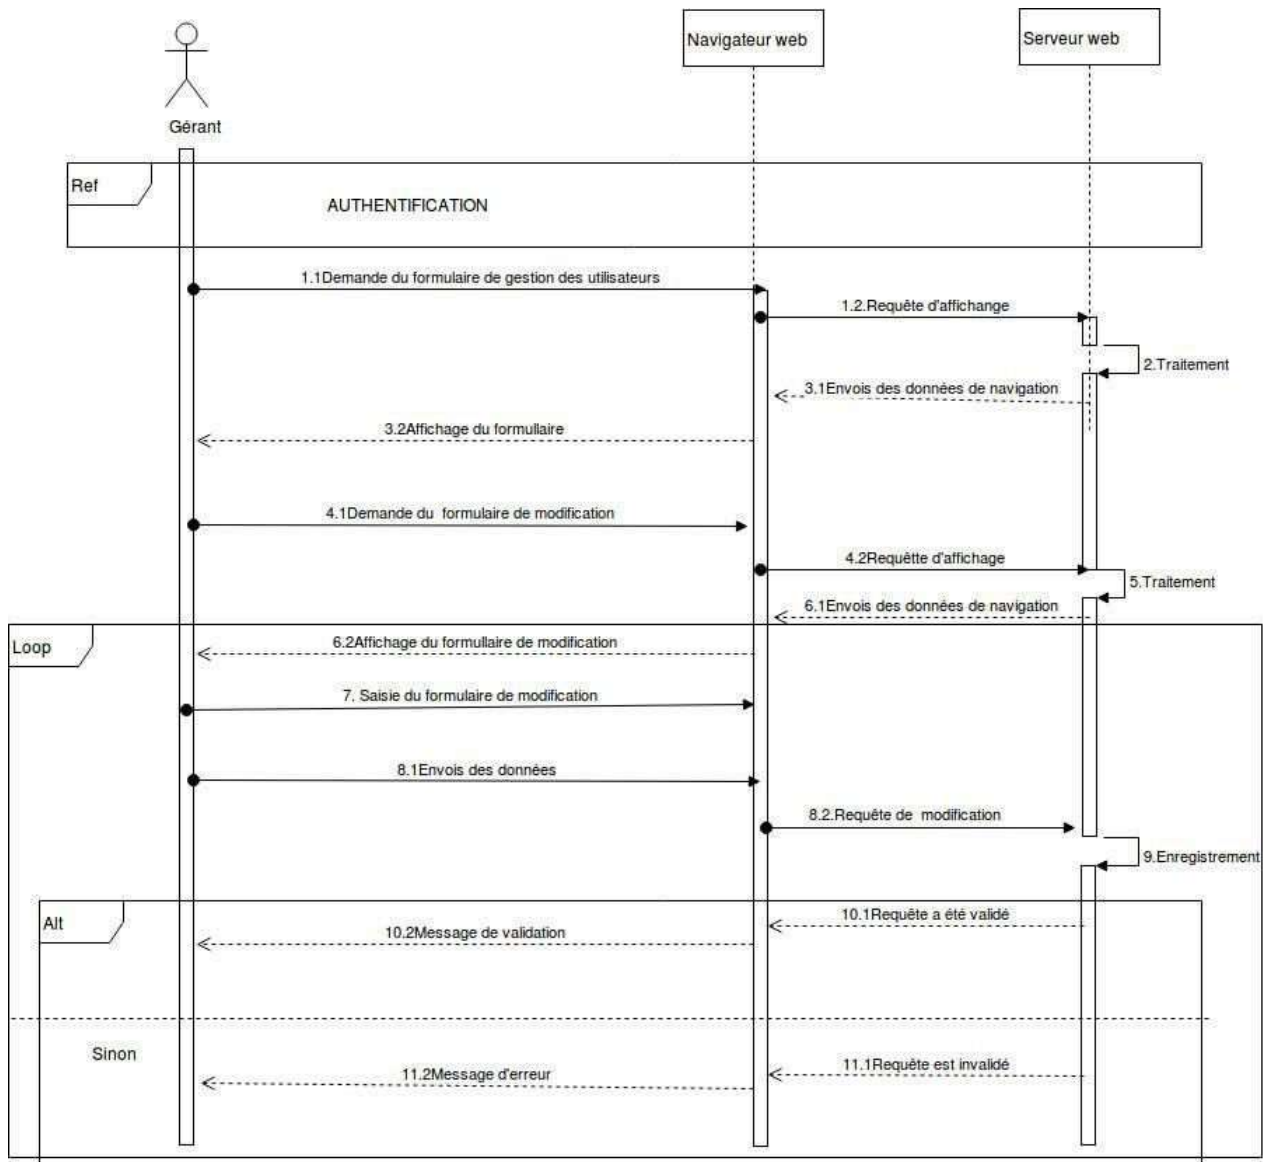 Navigateur web
Serveur web
Gérant
Ref
AUTHENTIFICATION
1.1Demande du formulaire de gestion des utilisateurs
1.2.Requête d'affichange
2.Traitement
3.1Envois des données de navigation
3.2Affichage du formullaire
4.1Demande du formulaire de modification
4.2Requêtte d'affichage
5.Traitement
6.1Envois des données de navigation
Loop
6.2Affichage du formullaire de modification
7. Saisie du formulaire de modification
8.1Envois des données
8.2.Requête de modification
9.Enregistrement
Alt
10.1Requête a été validé
10.2Message de validation
Sinon
11.1Requête est invalidé
11.2Message d'erreur